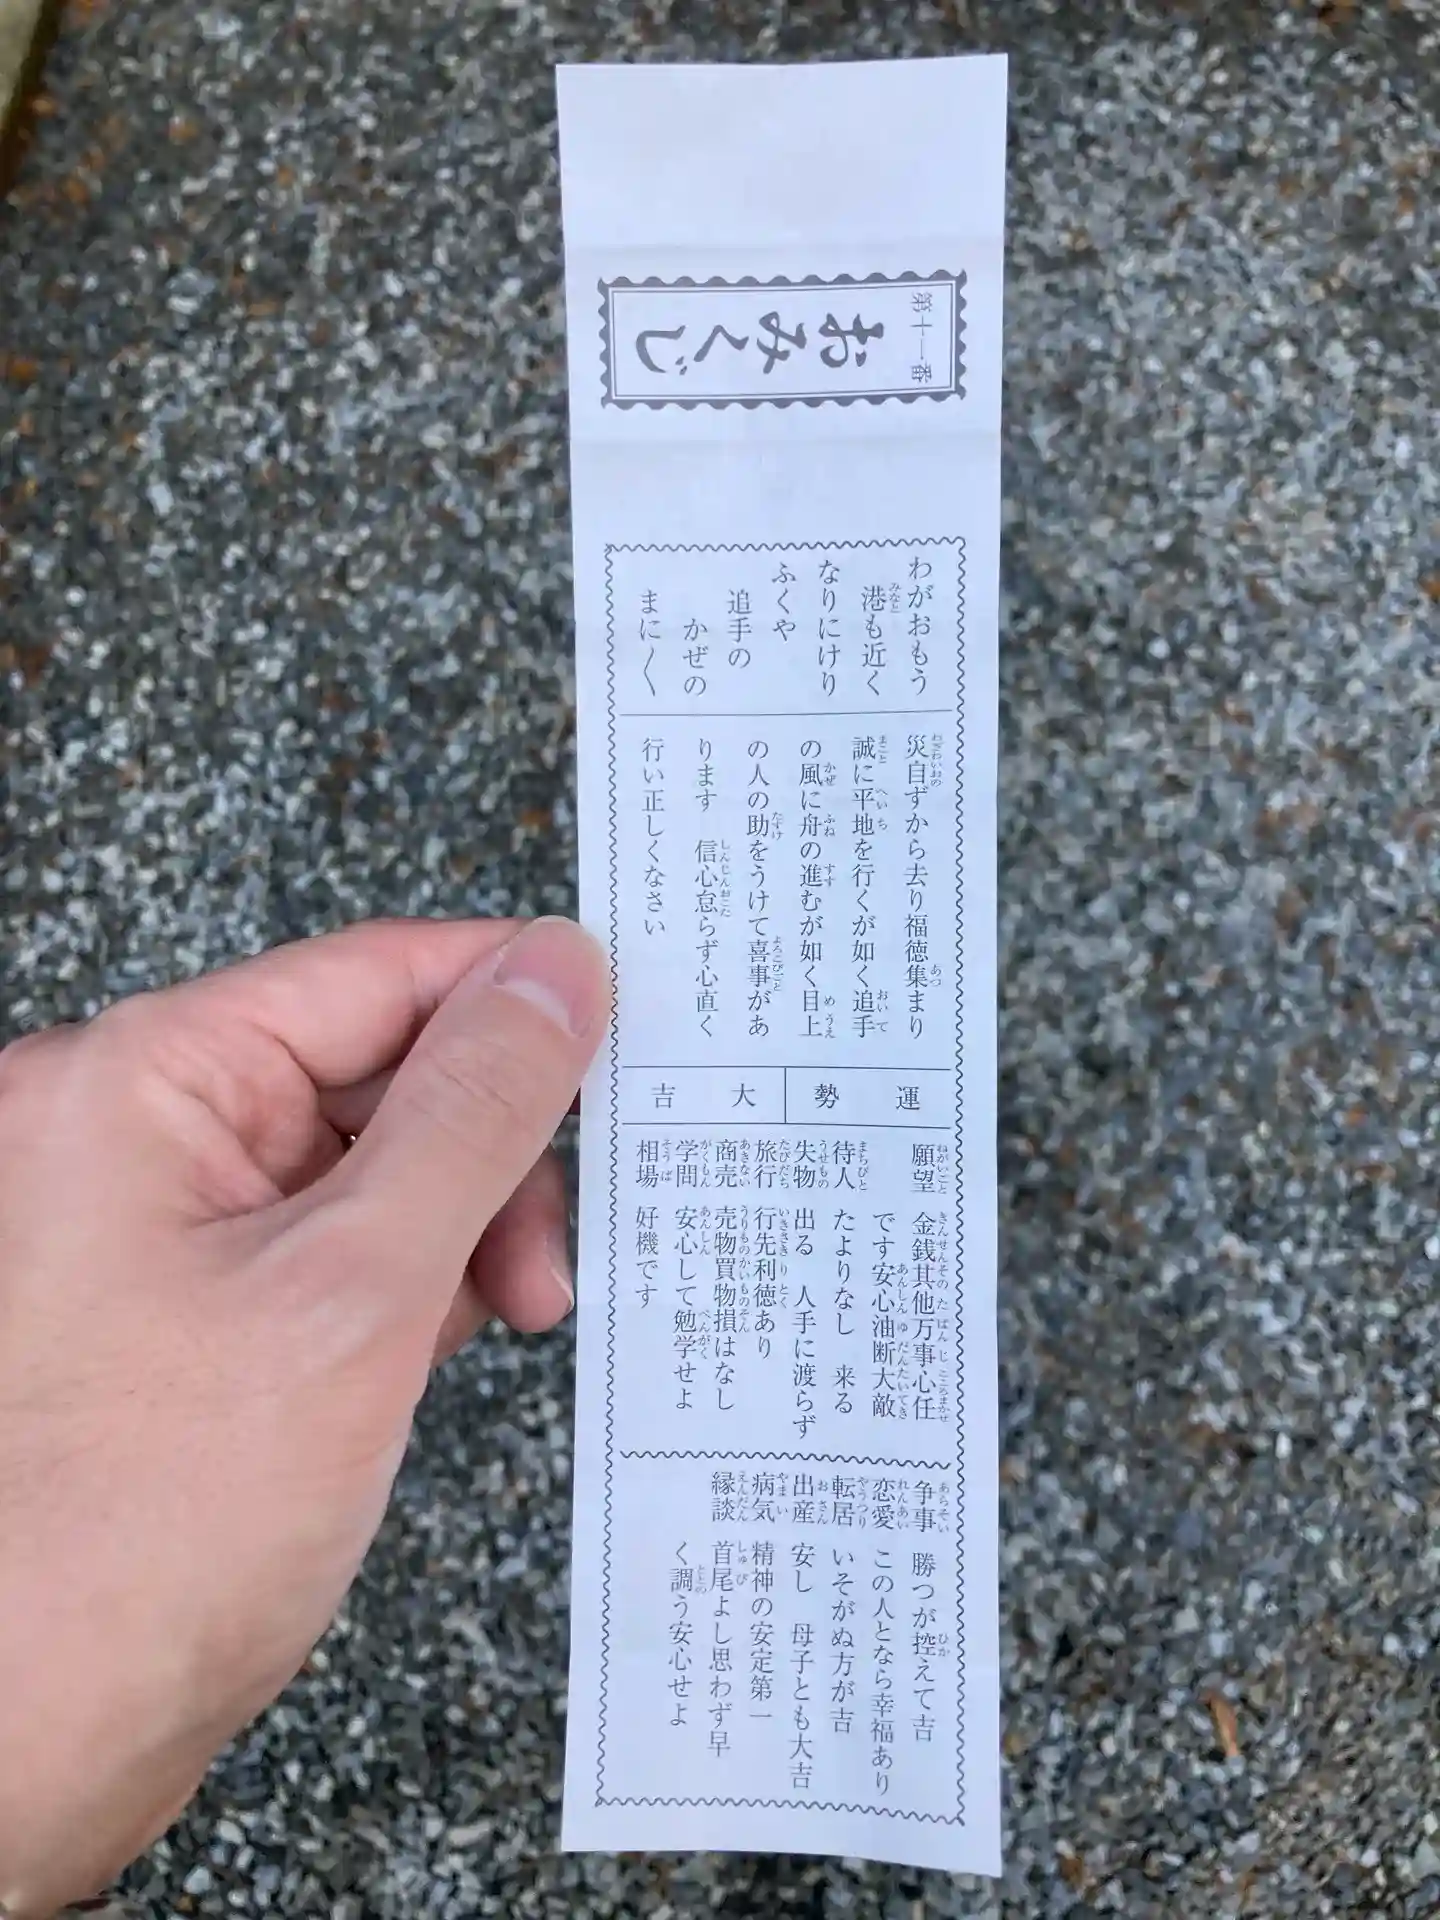 第十一番
おみくじ
わがおもう
港も近く
なりにけり
ふくや
追手の
かぜの
まに〳〵
災自ずから去り福徳集まり
誠に平地を行くが如く追手
の風に舟の進むが如く目上
の人の助をうけて喜事があ
ります 信心怠らず心直く
行い正しくなさい
運勢 大吉
願望 金銭其他万事心任
です安心油断大敵
待人 たよりなし 来る
失物 出る 人手に渡らず
旅行 行先利徳あり
商売 売物買物損はなし
学問 安心して勉学せよ
相場 好機です
争事 勝つが控えて吉
恋愛 この人となら幸福あり
転居 いそがぬ方が吉
出産 安し 母子とも大吉
病気 精神の安定第一
縁談 首尾よし思わず早
く調う安心せよ